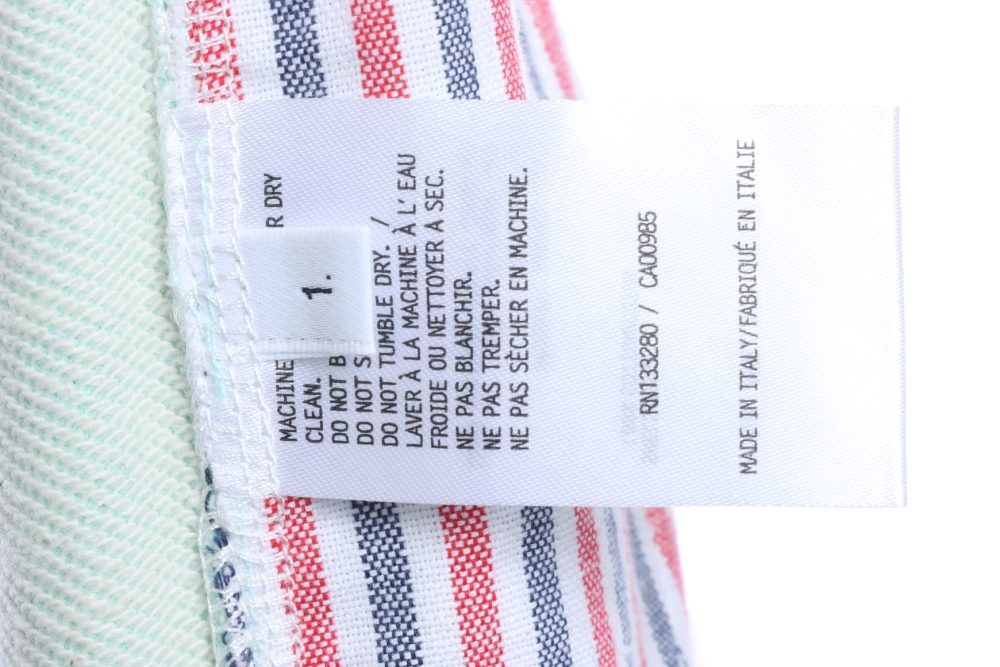 MACHINE R DRY
CLEAN.
DO NOT B
DO NOT S
DO NOT TUMBLE DRY. /
LAVER À LA MACHINE À L' EAU
FROIDE OU NETTOYER À SEC.
NE PAS BLANCHIR.
NE PAS TREMPER.
NE PAS SÈCHER EN MACHINE.
RN133280 / CA00985
MADE IN ITALY/FABRIQUÉ EN ITALIE
1.